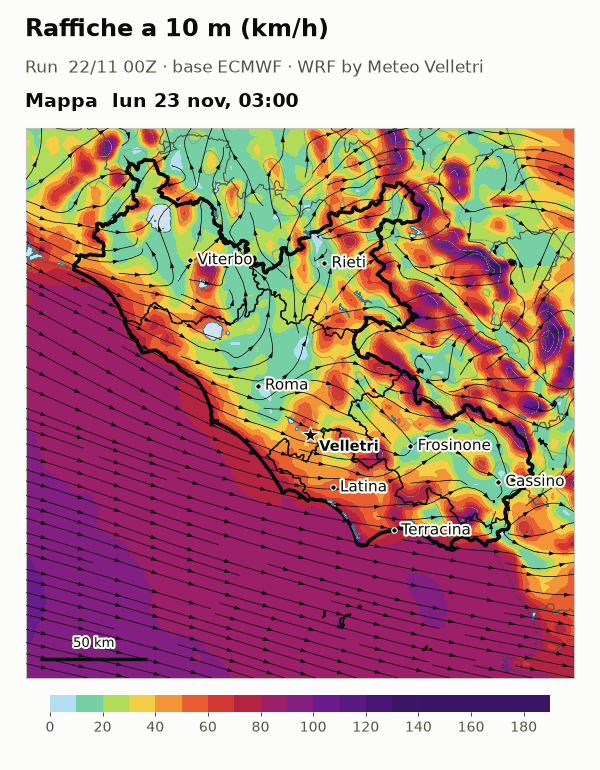 Raffiche a 10 m (km/h)
Run  22/11 00Z · base ECMWF · WRF by Meteo Velletri
Mappa  lun 23 nov, 03:00
Viterbo
Rieti
Roma
Velletri
Frosinone
Latina
Cassino
Terracina
50 km
0 20 40 60 80 100 120 140 160 180